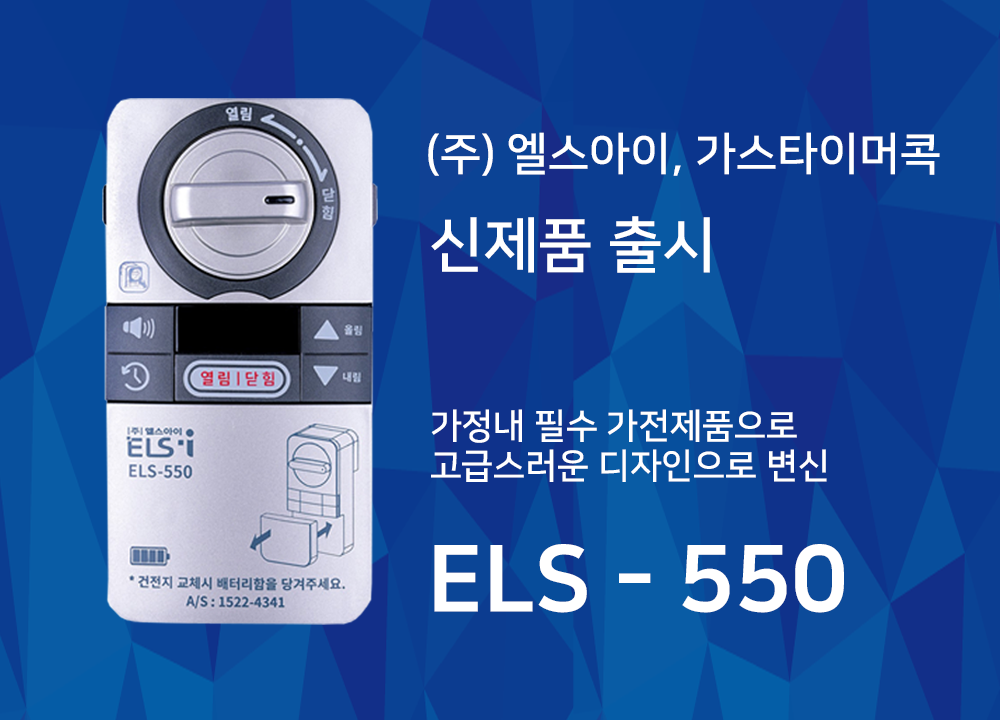 (주) 엘스아이, 가스타이머콕
신제품 출시
가정내 필수 가전제품으로
고급스러운 디자인으로 변신
ELS - 550
열림
닫힘
올림
열림|닫힘
내림
(주) 엘스아이
ELS·i
ELS-550
* 건전지 교체시 배터리함을 당겨주세요.
A/S : 1522-4341